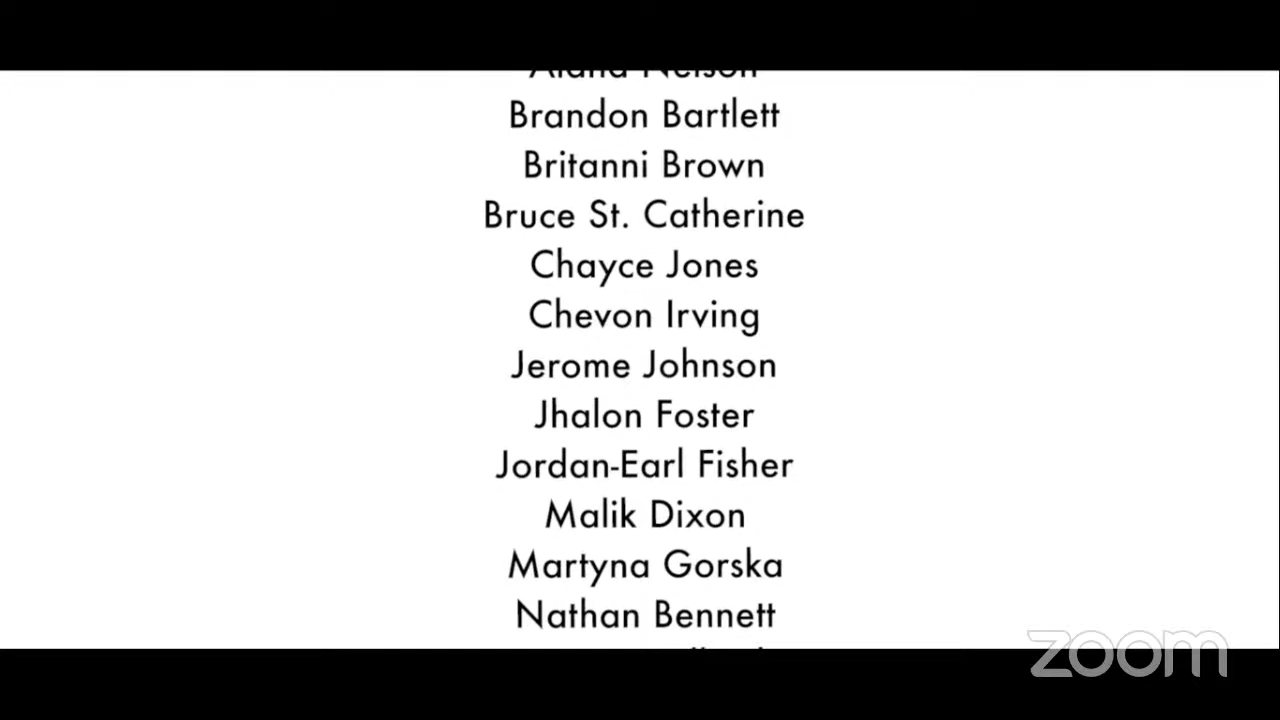 Brandon Bartlett
Britanni Brown
Bruce St. Catherine
Chayce Jones
Chevon Irving
Jerome Johnson
Jhalon Foster
Jordan-Earl Fisher
Malik Dixon
Martyna Gorska
Nathan Bennett
zoom